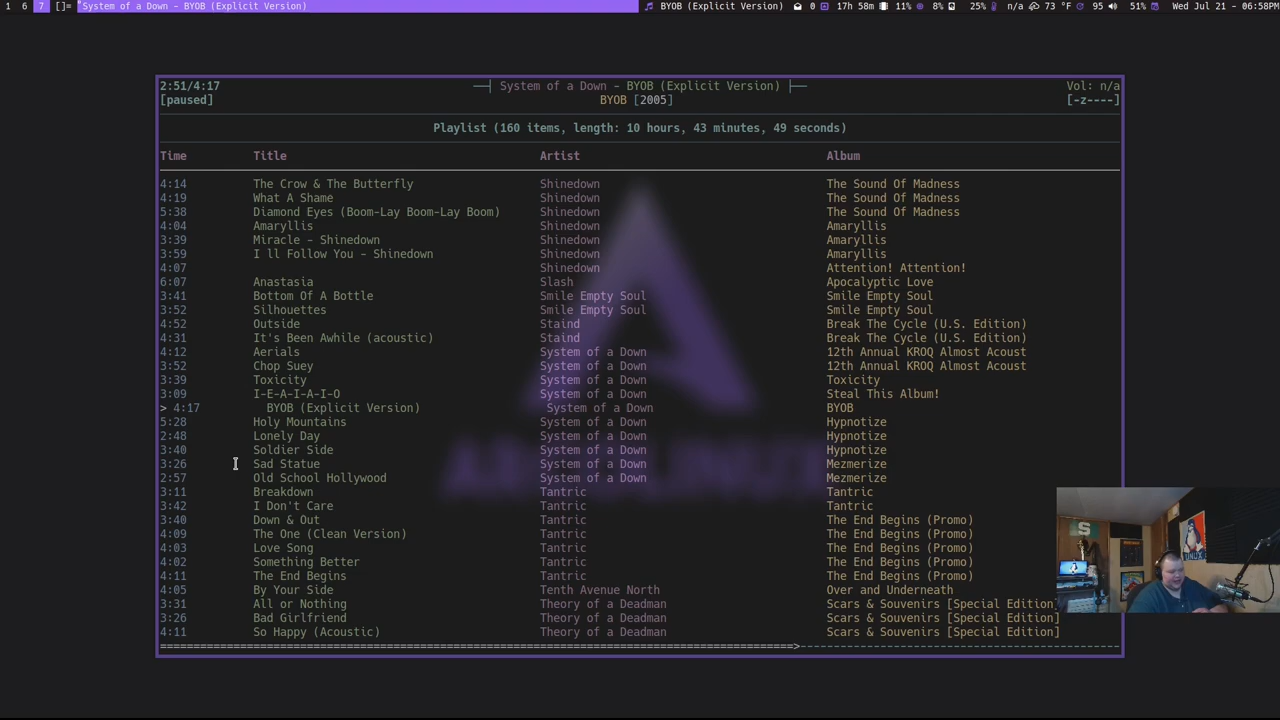 1 6 7 []= "System of a Down - BYOB (Explicit Version) BYOB (Explicit Version) 0 17h 58m 11% 8% 25% n/a 73 °F 95 51% Wed Jul 21 - 06:58PM
2:51/4:17 ──┤ System of a Down - BYOB (Explicit Version) ├── Vol: n/a
[paused] BYOB [2005] [-z----]
Playlist (160 items, length: 10 hours, 43 minutes, 49 seconds)
Time Title Artist Album
4:14 The Crow & The Butterfly Shinedown The Sound Of Madness
4:19 What A Shame Shinedown The Sound Of Madness
5:38 Diamond Eyes (Boom-Lay Boom-Lay Boom) Shinedown The Sound Of Madness
4:04 Amaryllis Shinedown Amaryllis
3:39 Miracle - Shinedown Shinedown Amaryllis
3:59 I ll Follow You - Shinedown Shinedown Amaryllis
4:07 Shinedown Attention! Attention!
6:07 Anastasia Slash Apocalyptic Love
3:41 Bottom Of A Bottle Smile Empty Soul Smile Empty Soul
3:52 Silhouettes Smile Empty Soul Smile Empty Soul
4:52 Outside Staind Break The Cycle (U.S. Edition)
4:31 It's Been Awhile (acoustic) Staind Break The Cycle (U.S. Edition)
4:12 Aerials System of a Down 12th Annual KROQ Almost Acoust
3:52 Chop Suey System of a Down 12th Annual KROQ Almost Acoust
3:39 Toxicity System of a Down Toxicity
3:09 I-E-A-I-A-I-O System of a Down Steal This Album!
> 4:17 BYOB (Explicit Version) System of a Down BYOB
5:28 Holy Mountains System of a Down Hypnotize
2:48 Lonely Day System of a Down Hypnotize
3:40 Soldier Side System of a Down Hypnotize
3:26 Sad Statue System of a Down Mezmerize
2:57 Old School Hollywood System of a Down Mezmerize
3:11 Breakdown Tantric Tantric
3:42 I Don't Care Tantric Tantric
3:40 Down & Out Tantric The End Begins (Promo)
4:09 The One (Clean Version) Tantric The End Begins (Promo)
4:03 Love Song Tantric The End Begins (Promo)
4:02 Something Better Tantric The End Begins (Promo)
4:11 The End Begins Tantric The End Begins (Promo)
4:05 By Your Side Tenth Avenue North Over and Underneath
3:31 All or Nothing Theory of a Deadman Scars & Souvenirs [Special Edition]
3:26 Bad Girlfriend Theory of a Deadman Scars & Souvenirs [Special Edition]
4:11 So Happy (Acoustic) Theory of a Deadman Scars & Souvenirs [Special Edition]